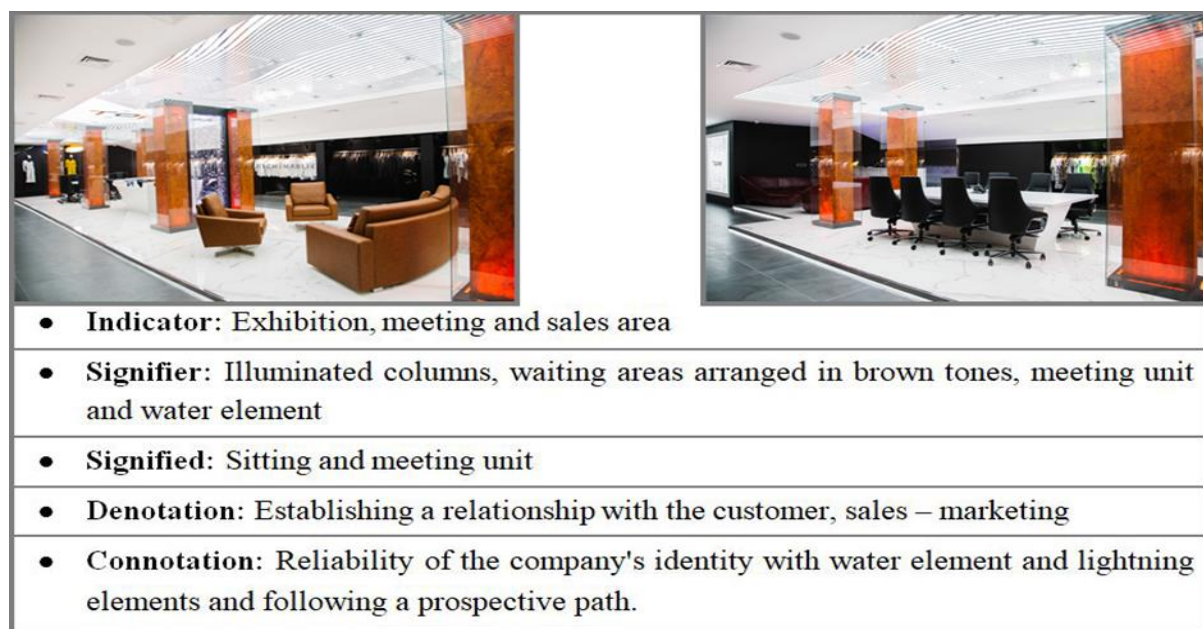 • Indicator: Exhibition, meeting and sales area
• Signifier: Illuminated columns, waiting areas arranged in brown tones, meeting unit
and water element
• Signified: Sitting and meeting unit
• Denotation: Establishing a relationship with the customer, sales – marketing
• Connotation: Reliability of the company's identity with water element and lightning
elements and following a prospective path.